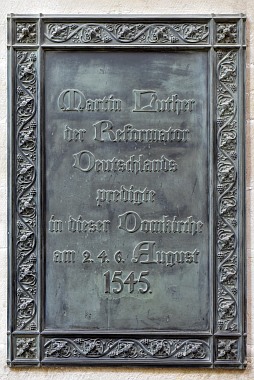 Martin Luther
der Reformator
Deutschlands
predigte
in dieser Domkirche
am 2. 4. 6. August
1545.